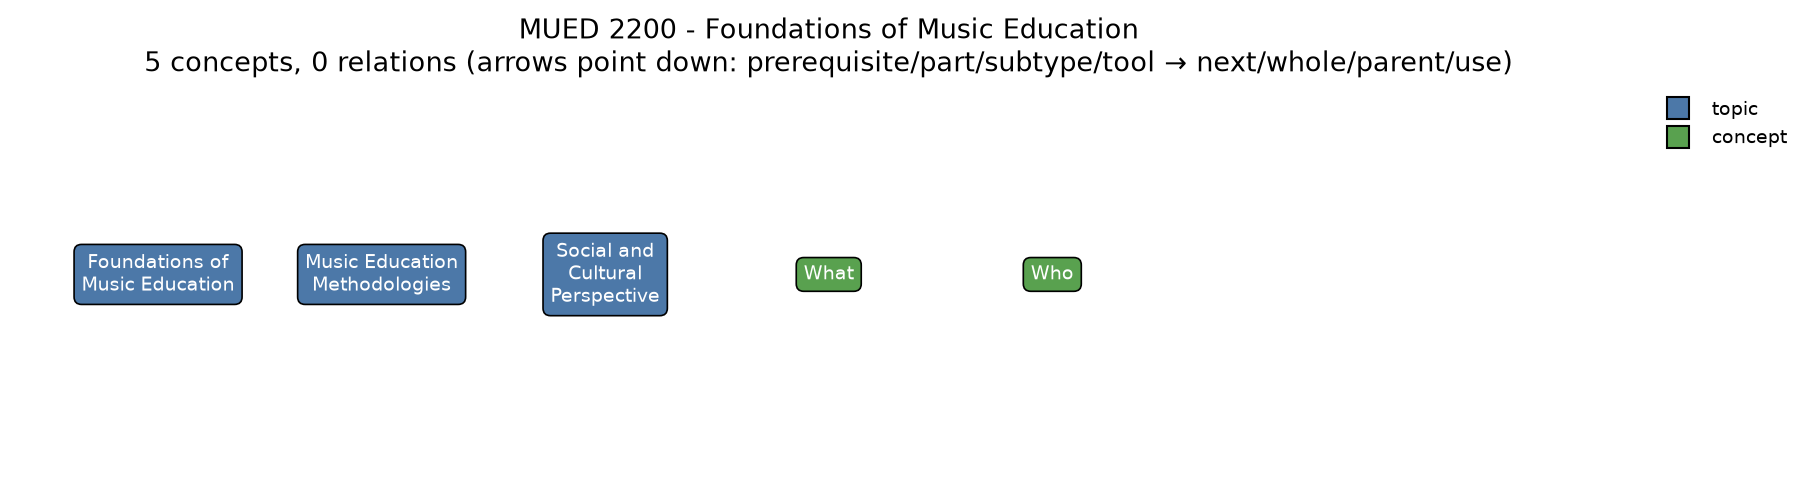 MUED 2200 - Foundations of Music Education
5 concepts, 0 relations (arrows point down: prerequisite/part/subtype/tool → next/whole/parent/use)
topic
concept
Foundations of
Music Education
Music Education
Methodologies
Social and
Cultural
Perspective
What
Who